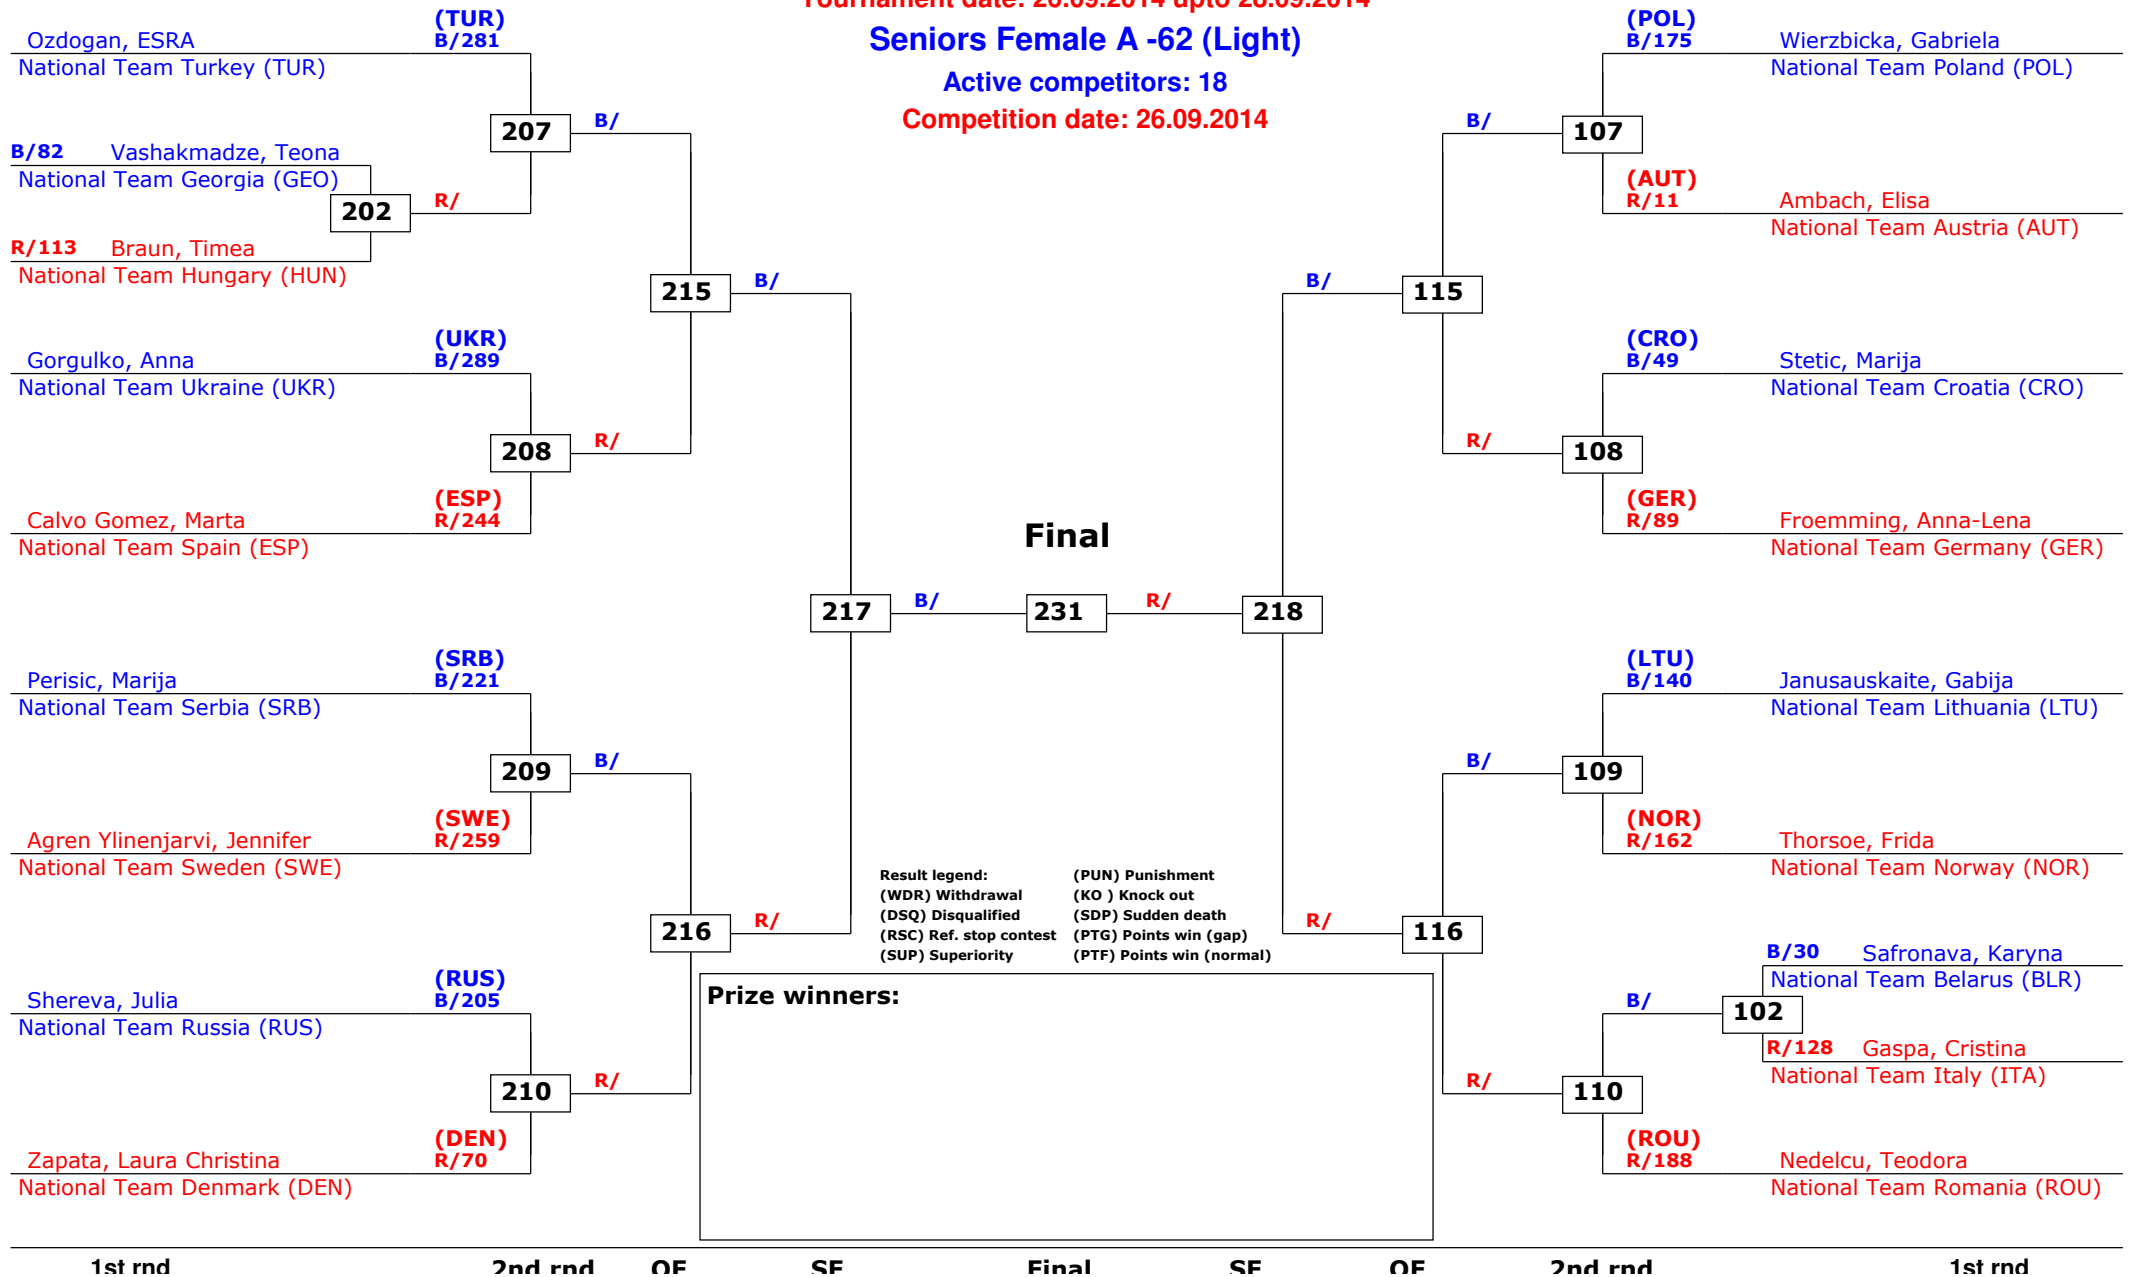 Tournament date: 26.09.2014 upto 28.09.2014
Seniors Female A -62 (Light)
Active competitors: 18
Competition date: 26.09.2014
(TUR)
Ozdogan, ESRA B/281
National Team Turkey (TUR)
207
B/
B/82 Vashakmadze, Teona
National Team Georgia (GEO)
202
R/
R/113 Braun, Timea
National Team Hungary (HUN)
215
B/
(UKR)
Gorgulko, Anna B/289
National Team Ukraine (UKR)
208
R/
(ESP)
Calvo Gomez, Marta R/244
National Team Spain (ESP)
217
B/
(SRB)
Perisic, Marija B/221
National Team Serbia (SRB)
209
B/
(SWE)
Agren Ylinenjarvi, Jennifer R/259
National Team Sweden (SWE)
216
R/
(RUS)
Shereva, Julia B/205
National Team Russia (RUS)
210
R/
(DEN)
Zapata, Laura Christina R/70
National Team Denmark (DEN)
Final
231
R/
218
(POL)
B/175 Wierzbicka, Gabriela
National Team Poland (POL)
B/
107
(AUT)
R/11 Ambach, Elisa
National Team Austria (AUT)
B/
115
(CRO)
B/49 Stetic, Marija
National Team Croatia (CRO)
R/
108
(GER)
R/89 Froemming, Anna-Lena
National Team Germany (GER)
(LTU)
B/140 Janusauskaite, Gabija
National Team Lithuania (LTU)
B/
109
(NOR)
R/162 Thorsoe, Frida
National Team Norway (NOR)
R/
116
B/30 Safronava, Karyna
National Team Belarus (BLR)
B/
102
R/128 Gaspa, Cristina
National Team Italy (ITA)
R/
110
(ROU)
R/188 Nedelcu, Teodora
National Team Romania (ROU)
Result legend: (PUN) Punishment
(WDR) Withdrawal (KO ) Knock out
(DSQ) Disqualified (SDP) Sudden death
(RSC) Ref. stop contest (PTG) Points win (gap)
(SUP) Superiority (PTF) Points win (normal)
Prize winners:
1st rnd 2nd rnd QF SF Final SF QF 2nd rnd 1st rnd